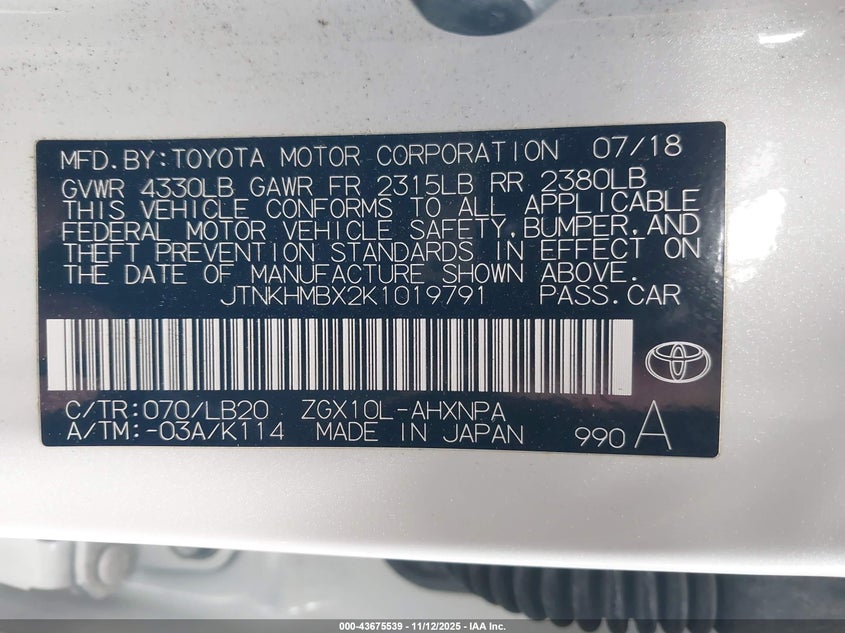 MFD.BY:TOYOTA MOTOR CORPORATION 07/18
GVWR 4330LB GAWR FR 2315LB RR 2380LB
THIS VEHICLE CONFORMS TO ALL APPLICABLE
FEDERAL MOTOR VEHICLE SAFETY,BUMPER,AND
THEFT PREVENTION STANDARDS IN EFFECT ON
THE DATE OF MANUFACTURE SHOWN ABOVE.
JTNKHMBX2K1019791 PASS.CAR
C/TR:070/LB20 ZGX10L-AHXNPA
A/TM:-03A/K114 MADE IN JAPAN 990 A
000-43675539 - 11/12/2025 - IAA Inc.